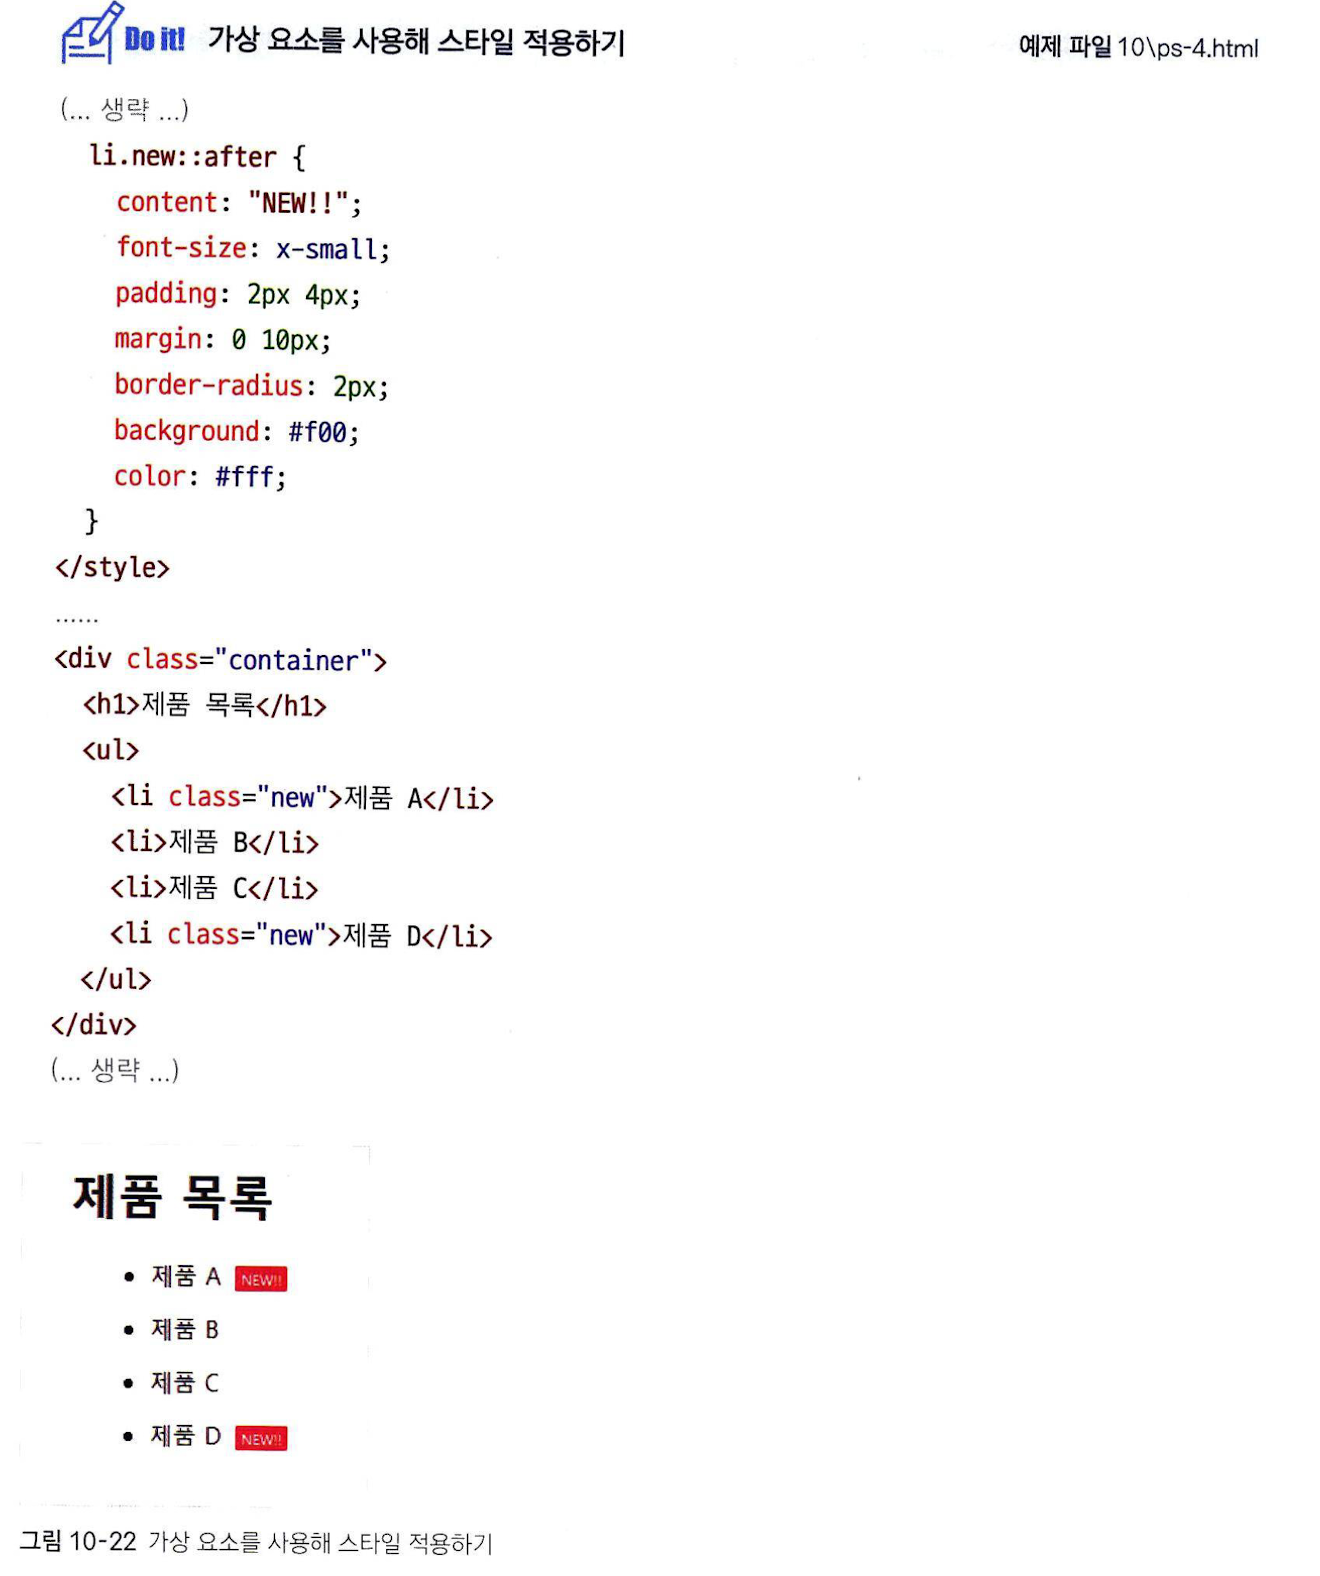 Do it! 가상 요소를 사용해 스타일 적용하기 예제 파일 10\ps-4.html
(... 생략 ...)
li.new::after {
content: "NEW!!";
font-size: x-small;
padding: 2px 4px;
margin: 0 10px;
border-radius: 2px;
background: #f00;
color: #fff;
}
</style>
......
<div class="container">
<h1>제품 목록</h1>
<ul>
<li class="new">제품 A</li>
<li>제품 B</li>
<li>제품 C</li>
<li class="new">제품 D</li>
</ul>
</div>
(... 생략 ...)
제품 목록
• 제품 A NEW!!
• 제품 B
• 제품 C
• 제품 D NEW!!
그림 10-22 가상 요소를 사용해 스타일 적용하기